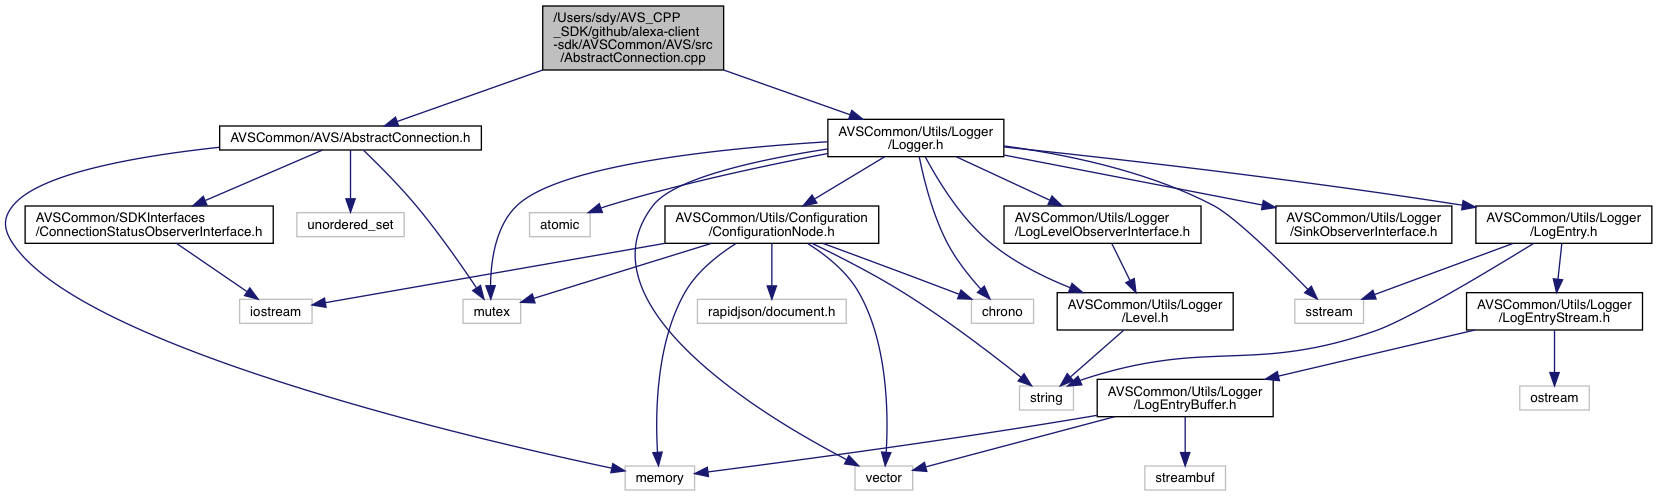 /Users/sdy/AVS_CPP
_SDK/github/alexa-client
-sdk/AVSCommon/AVS/src
/AbstractConnection.cpp
AVSCommon/AVS/AbstractConnection.h
AVSCommon/Utils/Logger
/Logger.h
AVSCommon/SDKInterfaces
/ConnectionStatusObserverInterface.h
unordered_set
atomic
AVSCommon/Utils/Configuration
/ConfigurationNode.h
AVSCommon/Utils/Logger
/LogLevelObserverInterface.h
AVSCommon/Utils/Logger
/SinkObserverInterface.h
AVSCommon/Utils/Logger
/LogEntry.h
iostream
mutex
rapidjson/document.h
chrono
AVSCommon/Utils/Logger
/Level.h
sstream
AVSCommon/Utils/Logger
/LogEntryStream.h
string
AVSCommon/Utils/Logger
/LogEntryBuffer.h
ostream
memory
vector
streambuf